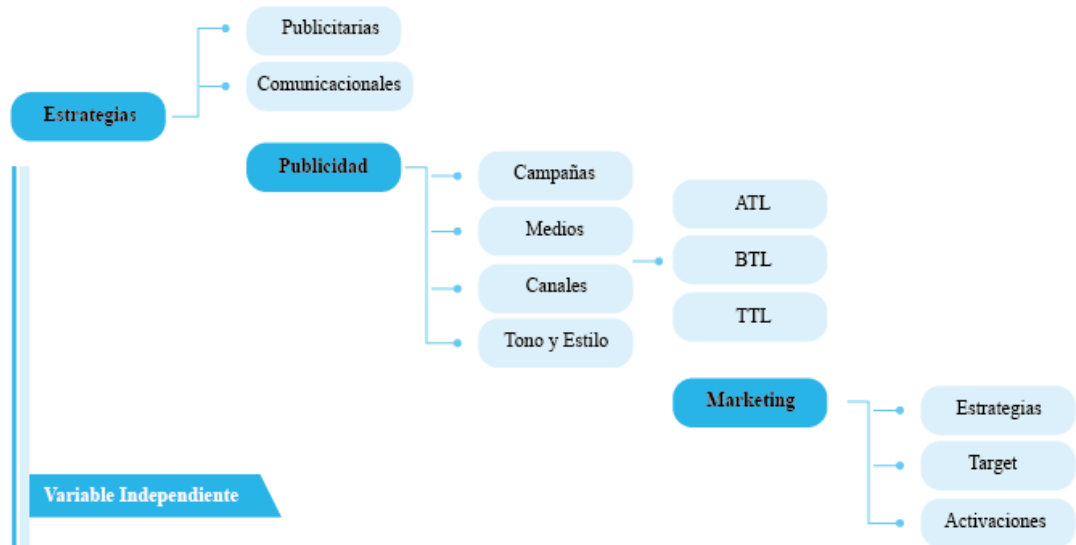 Publicitarias
Comunicacionales
Estrategias
Publicidad
Campañas
Medios
Canales
Tono y Estilo
ATL
BTL
TTL
Marketing
Estrategias
Target
Activaciones
Variable Independiente